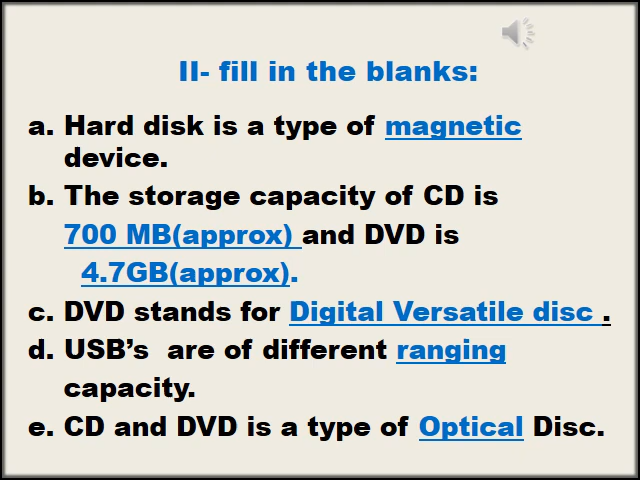 II- fill in the blanks:
a. Hard disk is a type of magnetic
device.
b. The storage capacity of CD is
700 MB(approx) and DVD is
4.7GB(approx).
c. DVD stands for Digital Versatile disc .
d. USB’s  are of different ranging
capacity.
e. CD and DVD is a type of Optical Disc.